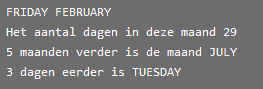 FRIDAY FEBRUARY
Het aantal dagen in deze maand 29
5 maanden verder is de maand JULY
3 dagen eerder is TUESDAY